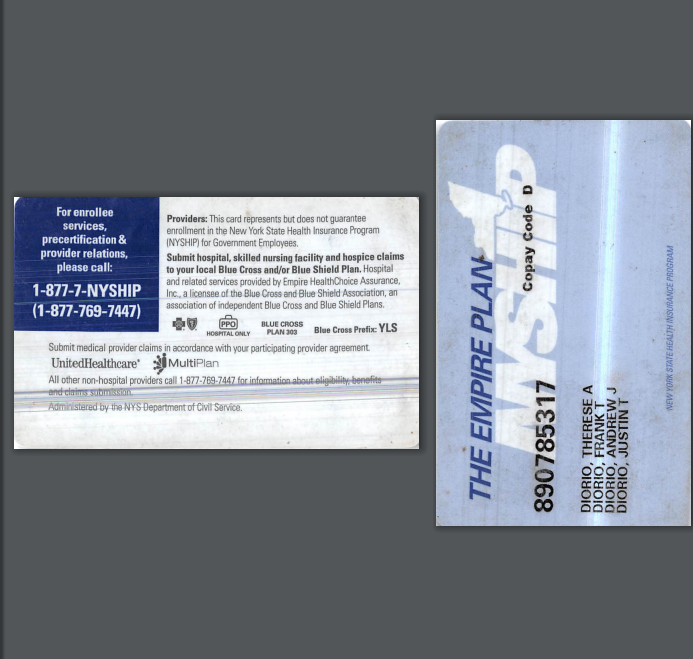 For enrollee
services,
precertification &
provider relations,
please call:
1-877-7-NYSHIP
(1-877-769-7447)
Providers: This card represents but does not guarantee
enrollment in the New York State Health Insurance Program
(NYSHIP) for Government Employees.
Submit hospital, skilled nursing facility and hospice claims
to your local Blue Cross and/or Blue Shield Plan. Hospital
and related services provided by Empire HealthChoice Assurance,
Inc., a licensee of the Blue Cross and Blue Shield Association, an
association of independent Blue Cross and Blue Shield Plans.
PPO
HOSPITAL ONLY
BLUE CROSS
PLAN 303
Blue Cross Prefix: YLS
Submit medical provider claims in accordance with your participating provider agreement.
UnitedHealthcare® MultiPlan
All other non-hospital providers call 1-877-769-7447 for information about eligibility, benefits
and claims submission.
Administered by the NYS Department of Civil Service.
THE EMPIRE PLAN
NYSHIP
Copay Code D
890785317
DIORIO, THERESE A
DIORIO, FRANK T
DIORIO, ANDREW J
DIORIO, JUSTIN T
NEW YORK STATE HEALTH INSURANCE PROGRAM